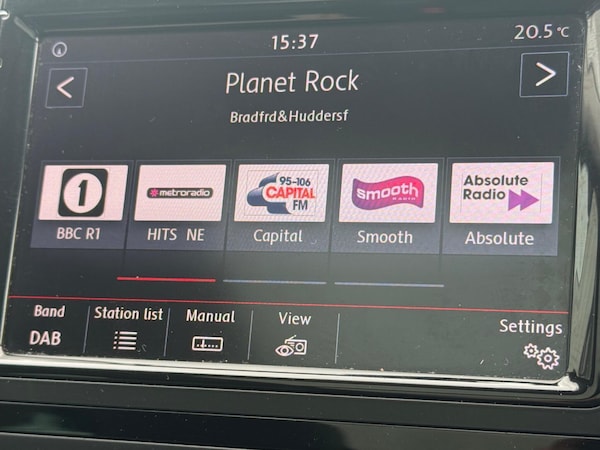 15:37
20.5 °C
Planet Rock
Bradfrd&Huddersf
1
metroradio
95-106
CAPITAL
FM
smooth
RADIO
Absolute
Radio
BBC R1
HITS NE
Capital
Smooth
Absolute
Band
DAB
Station list
Manual
View
Settings